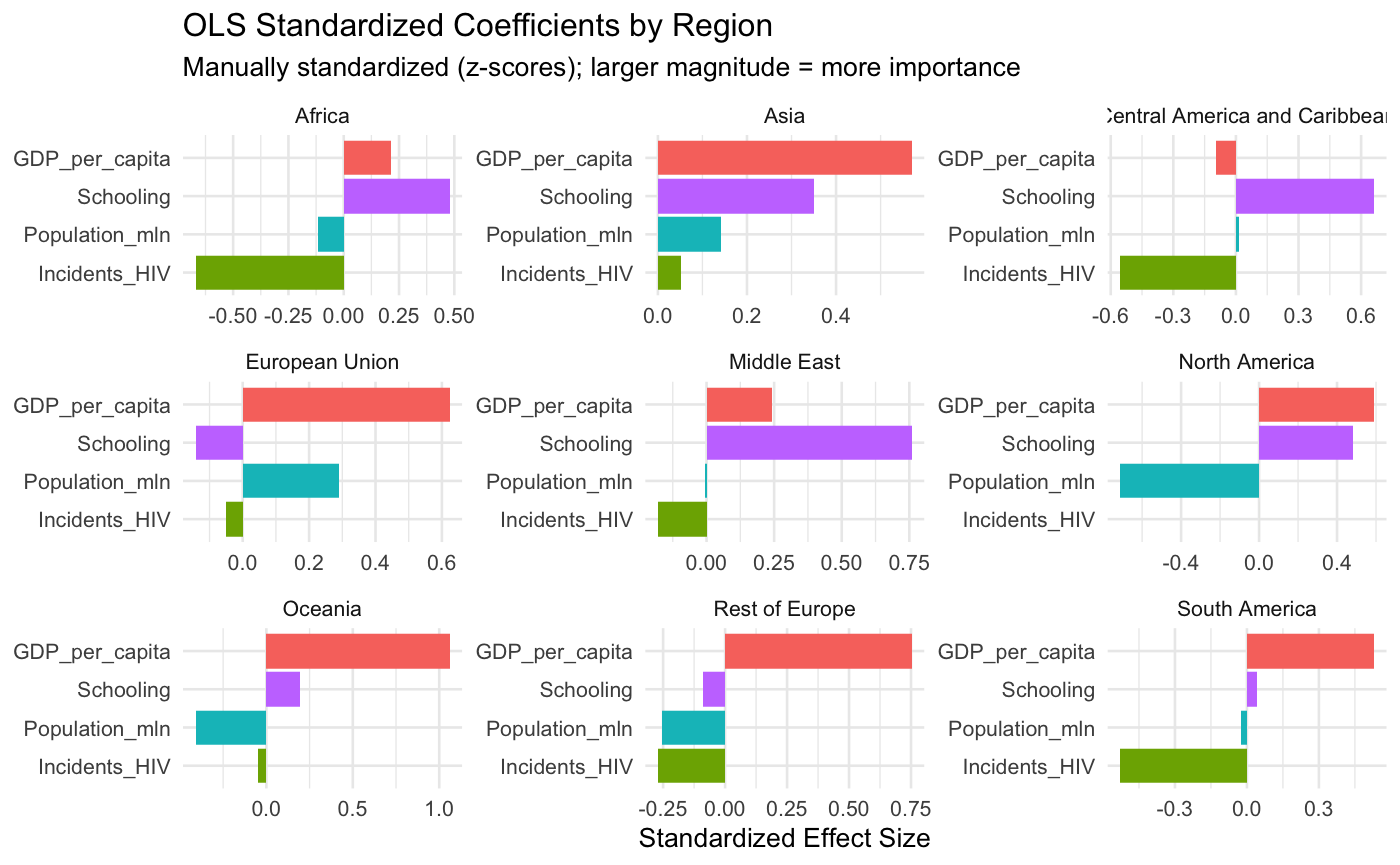 OLS Standardized Coefficients by Region
Manually standardized (z-scores); larger magnitude = more importance
Africa
GDP_per_capita
Schooling
Population_mln
Incidents_HIV
-0.50 -0.25 0.00 0.25 0.50
Asia
GDP_per_capita
Schooling
Population_mln
Incidents_HIV
0.0 0.2 0.4
Central America and Caribbean
GDP_per_capita
Schooling
Population_mln
Incidents_HIV
-0.6 -0.3 0.0 0.3 0.6
European Union
GDP_per_capita
Schooling
Population_mln
Incidents_HIV
0.0 0.2 0.4 0.6
Middle East
GDP_per_capita
Schooling
Population_mln
Incidents_HIV
0.00 0.25 0.50 0.75
North America
GDP_per_capita
Schooling
Population_mln
Incidents_HIV
-0.4 0.0 0.4
Oceania
GDP_per_capita
Schooling
Population_mln
Incidents_HIV
0.0 0.5 1.0
Rest of Europe
GDP_per_capita
Schooling
Population_mln
Incidents_HIV
-0.25 0.00 0.25 0.50 0.75
South America
GDP_per_capita
Schooling
Population_mln
Incidents_HIV
-0.3 0.0 0.3
Standardized Effect Size